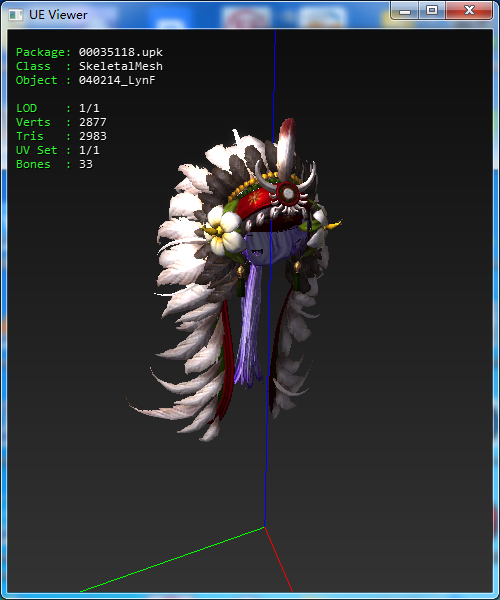 UE Viewer
Package: 00035118.upk
Class : SkeletalMesh
Object : 040214_LynF
LOD : 1/1
Verts : 2877
Tris : 2983
UV Set : 1/1
Bones : 33